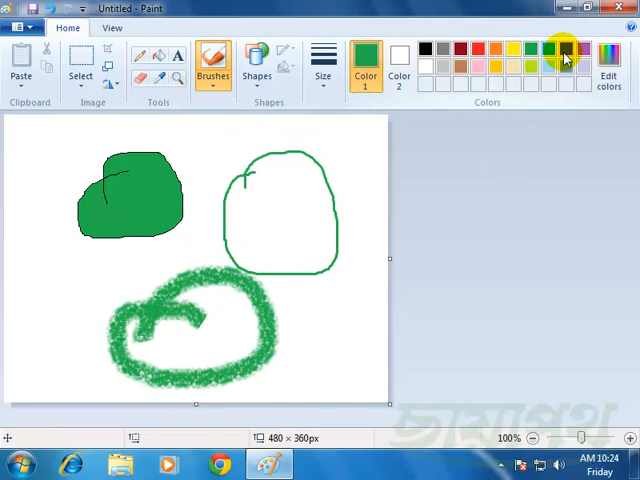 Untitled - Paint
Home
View
Paste
Select
Brushes
Shapes
Size
Color 1
Color 2
Edit colors
Clipboard
Image
Tools
Shapes
Colors
ছায়াপথ
480 × 360px
100%
AM 10:24
Friday